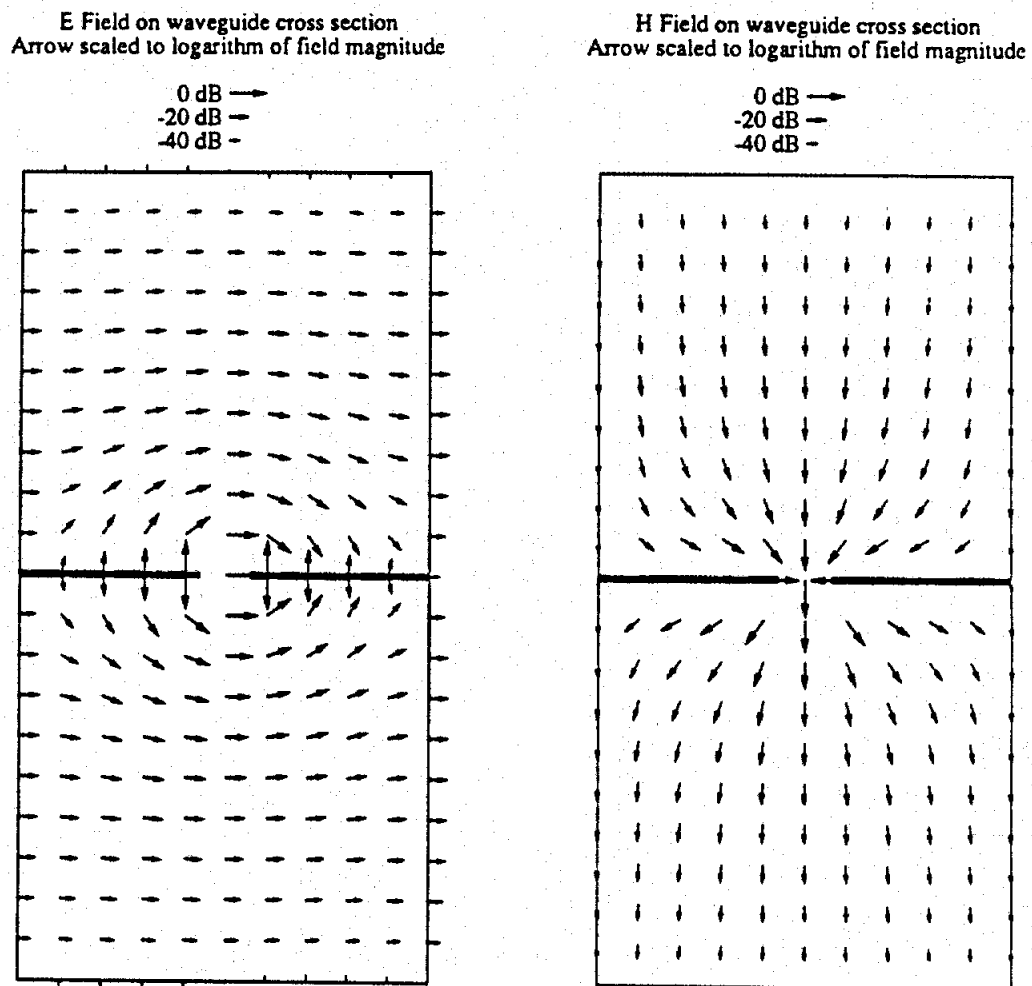 E Field on waveguide cross section
Arrow scaled to logarithm of field magnitude
0 dB
-20 dB
-40 dB
H Field on waveguide cross section
Arrow scaled to logarithm of field magnitude
0 dB
-20 dB
-40 dB